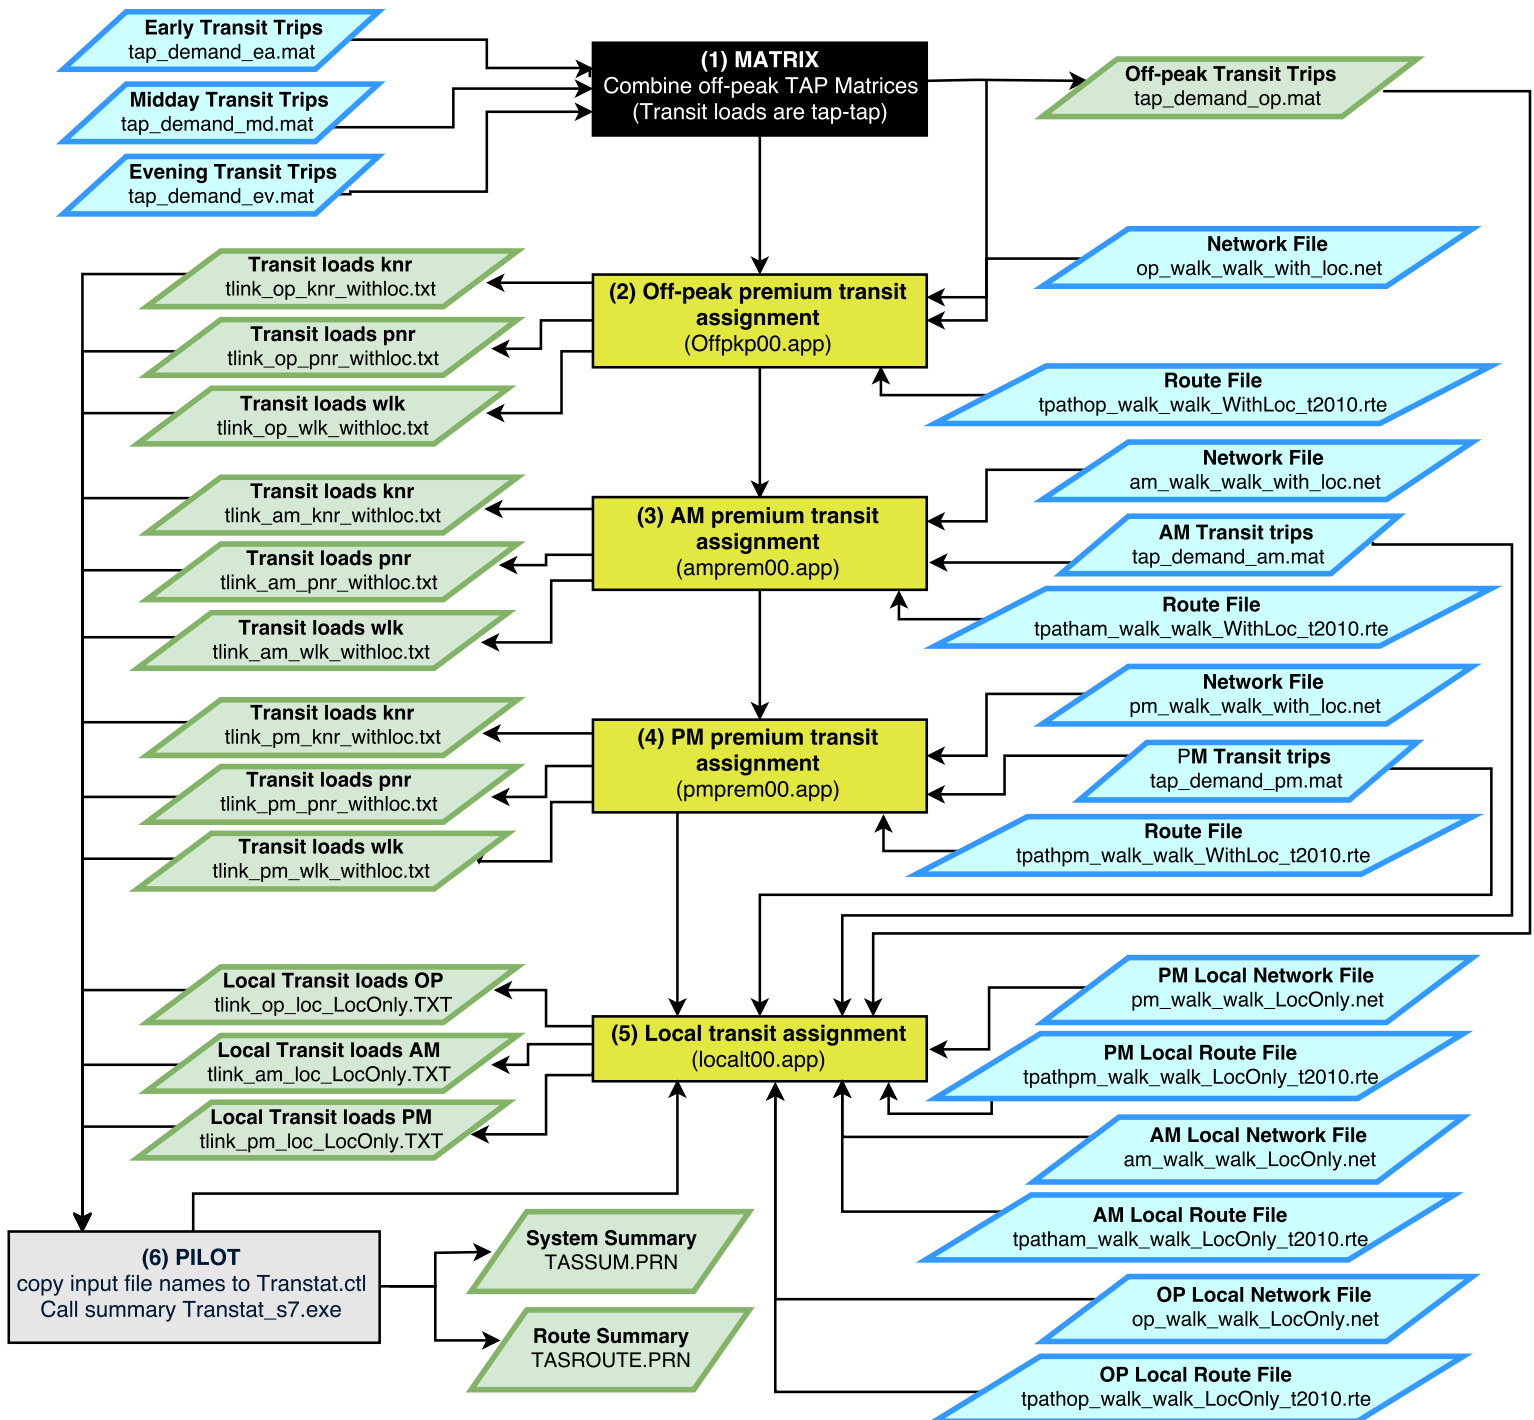 Early Transit Trips
tap_demand_ea.mat
Midday Transit Trips
tap_demand_md.mat
Evening Transit Trips
tap_demand_ev.mat
(1) MATRIX
Combine off-peak TAP Matrices
(Transit loads are tap-tap)
Off-peak Transit Trips
tap_demand_op.mat
Network File
op_walk_walk_with_loc.net
Transit loads knr
tlink_op_knr_withloc.txt
Transit loads pnr
tlink_op_pnr_withloc.txt
Transit loads wlk
tlink_op_wlk_withloc.txt
(2) Off-peak premium transit
assignment
(Offpkp00.app)
Route File
tpathop_walk_walk_WithLoc_t2010.rte
Network File
am_walk_walk_with_loc.net
Transit loads knr
tlink_am_knr_withloc.txt
Transit loads pnr
tlink_am_pnr_withloc.txt
Transit loads wlk
tlink_am_wlk_withloc.txt
(3) AM premium transit
assignment
(amprem00.app)
AM Transit trips
tap_demand_am.mat
Route File
tpatham_walk_walk_WithLoc_t2010.rte
Network File
pm_walk_walk_with_loc.net
Transit loads knr
tlink_pm_knr_withloc.txt
Transit loads pnr
tlink_pm_pnr_withloc.txt
Transit loads wlk
tlink_pm_wlk_withloc.txt
(4) PM premium transit
assignment
(pmprem00.app)
PM Transit trips
tap_demand_pm.mat
Route File
tpathpm_walk_walk_WithLoc_t2010.rte
Local Transit loads OP
tlink_op_loc_LocOnly.TXT
Local Transit loads AM
tlink_am_loc_LocOnly.TXT
Local Transit loads PM
tlink_pm_loc_LocOnly.TXT
(5) Local transit assignment
(localt00.app)
PM Local Network File
pm_walk_walk_LocOnly.net
PM Local Route File
tpathpm_walk_walk_LocOnly_t2010.rte
AM Local Network File
am_walk_walk_LocOnly.net
AM Local Route File
tpatham_walk_walk_LocOnly_t2010.rte
OP Local Network File
op_walk_walk_LocOnly.net
OP Local Route File
tpathop_walk_walk_LocOnly_t2010.rte
(6) PILOT
copy input file names to Transtat.ctl
Call summary Transtat_s7.exe
System Summary
TASSUM.PRN
Route Summary
TASROUTE.PRN